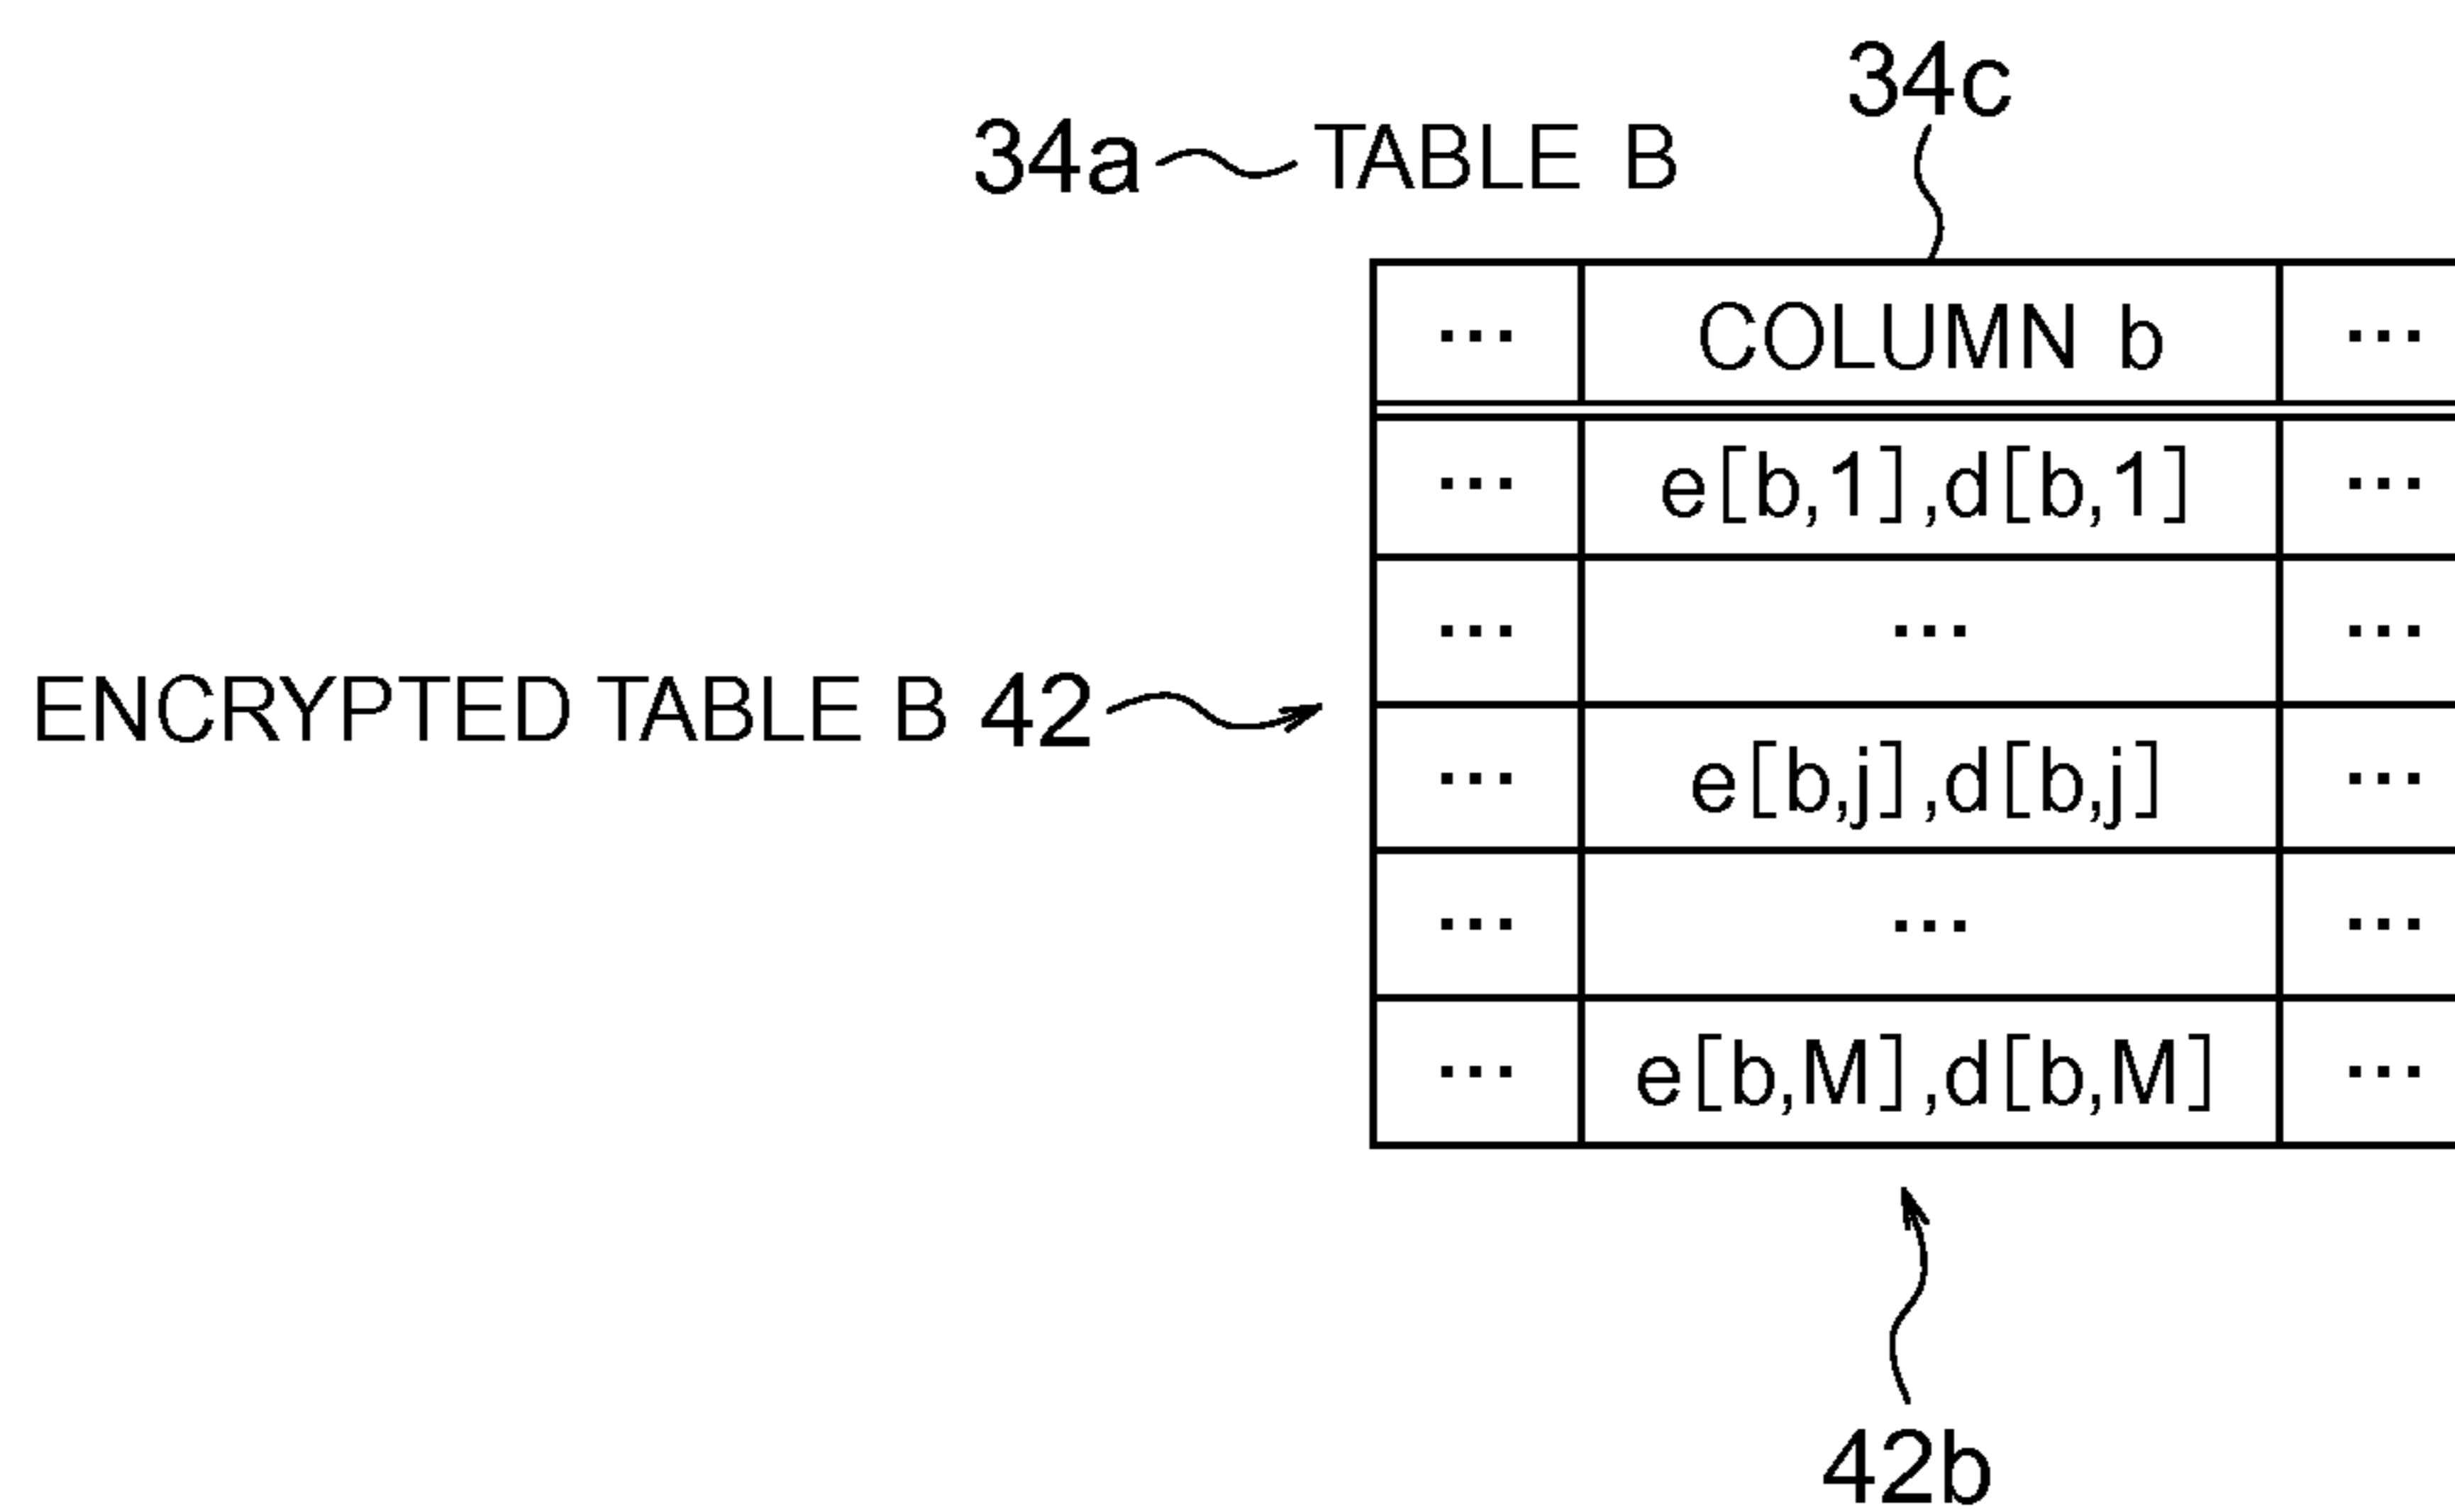 34c
34a TABLE B
... COLUMN b ...
... e[b,1],d[b,1] ...
... ... ...
ENCRYPTED TABLE B 42
... e[b,j],d[b,j] ...
... ... ...
... e[b,M],d[b,M] ...
42b